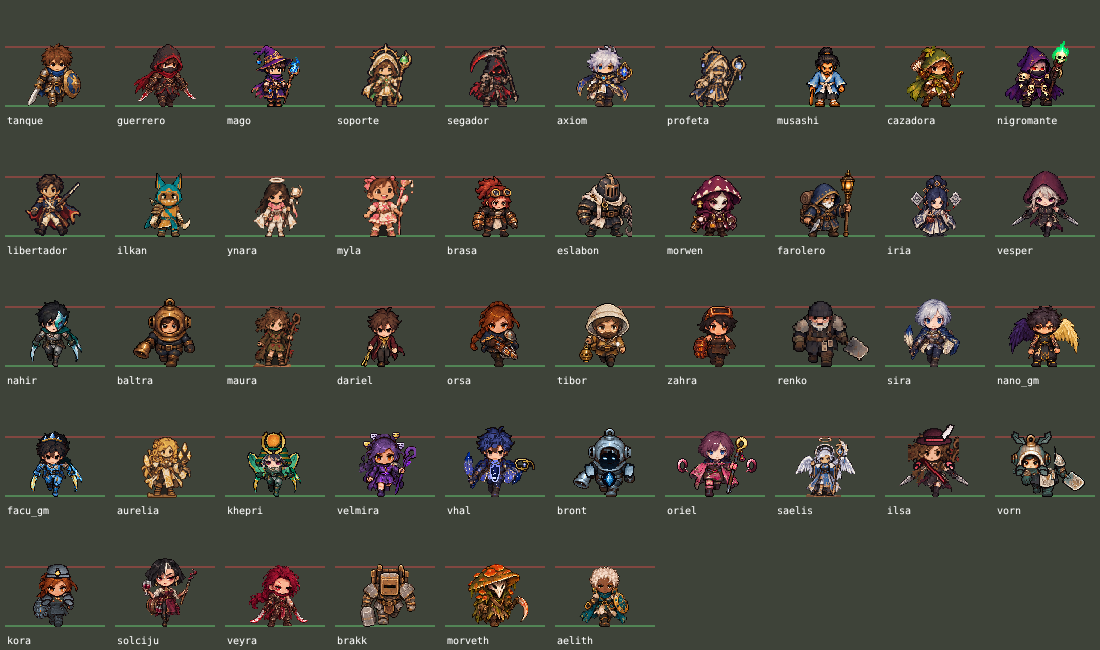 tanque guerrero mago soporte segador axiom profeta musashi cazadora nigromante
libertador ilkan ynara myla brasa eslabon morwen farolero iria vesper
nahir baltra maura dariel orsa tibor zahra renko sira nano_gm
facu_gm aurelia khepri velmira vhal bront oriel saelis ilsa vorn
kora solciju veyra brakk morveth aelith